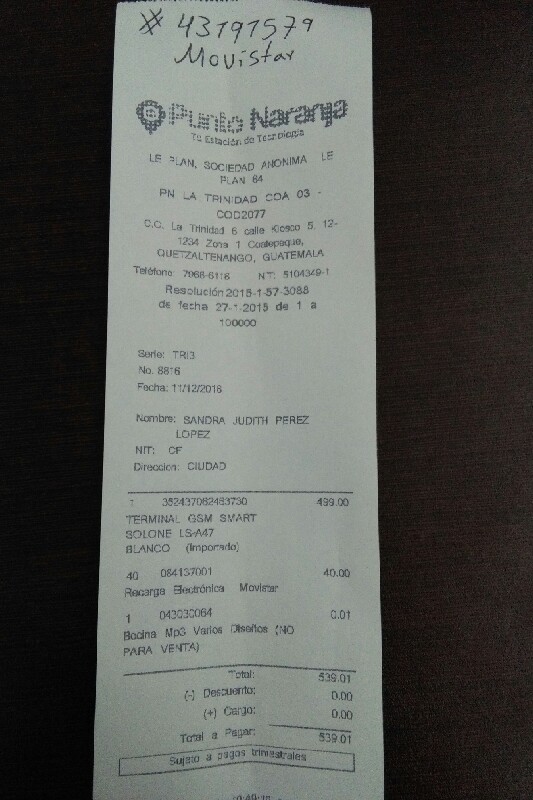 # 43191579
Movistar
Punto Naranja
Tu Estación de Tecnología
LE PLAN, SOCIEDAD ANONIMA LE
PLAN 64
PN LA TRINIDAD COA 03 -
COD2077
C.C. La Trinidad 6 calle Kiosco 5, 12-
1234 Zona 1 Coatepeque,
QUETZALTENANGO, GUATEMALA
Teléfono: 7066-6116 NIT: 5104349-1
Resolución 2015-1-57-3088
de fecha 27-1-2015 de 1 a
100000
Serie: TRI3
No. 8816
Fecha: 11/12/2016
Nombre: SANDRA JUDITH PEREZ
LOPEZ
NIT: CF
Direccion: CIUDAD
1 352437062463730 499.00
TERMINAL GSM SMART
SOLONE LS-A47
BLANCO (Importado)
40 084137001 40.00
Recarga Electrónica Movistar
1 043030064 0.01
Bocina Mp3 Varios Diseños (NO
PARA VENTA)
Total: 539.01
(-) Descuento: 0.00
(+) Cargo: 0.00
Total a Pagar: 539.01
Sujeto a pagos trimestrales